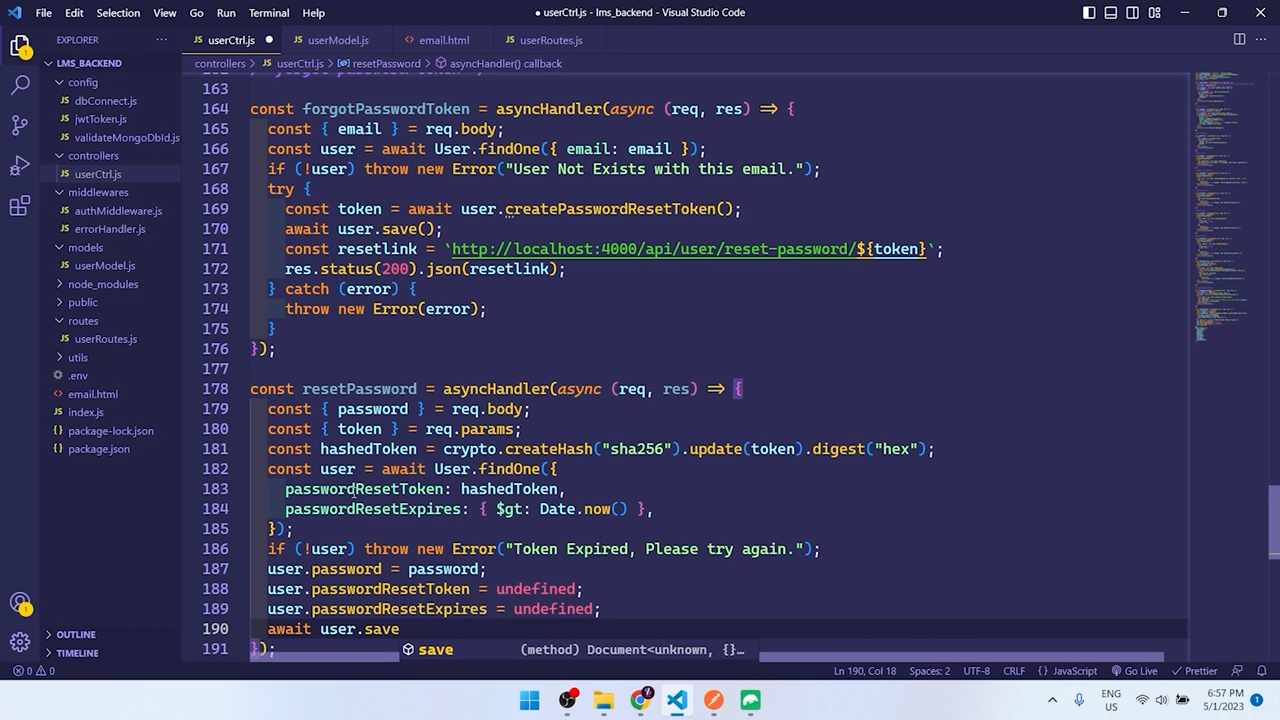 File Edit Selection View Go Run Terminal Help
● userCtrl.js - lms_backend - Visual Studio Code
EXPLORER
userCtrl.js ●
userModel.js
email.html
userRoutes.js
LMS_BACKEND
controllers > userCtrl.js > resetPassword > asyncHandler() callback
config
dbConnect.js
jwtToken.js
validateMongoDbId.js
controllers
userCtrl.js
middlewares
authMiddleware.js
errorHandler.js
models
userModel.js
node_modules
public
routes
userRoutes.js
utils
.env
email.html
index.js
package-lock.json
package.json
OUTLINE
TIMELINE
163
164 const forgotPasswordToken = asyncHandler(async (req, res) => {
165 const { email } = req.body;
166 const user = await User.findOne({ email: email });
167 if (!user) throw new Error("User Not Exists with this email.");
168 try {
169 const token = await user.createPasswordResetToken();
170 await user.save();
171 const resetlink = `http://localhost:4000/api/user/reset-password/${token}`;
172 res.status(200).json(resetlink);
173 } catch (error) {
174 throw new Error(error);
175 }
176 });
177
178 const resetPassword = asyncHandler(async (req, res) => {
179 const { password } = req.body;
180 const { token } = req.params;
181 const hashedToken = crypto.createHash("sha256").update(token).digest("hex");
182 const user = await User.findOne({
183 passwordResetToken: hashedToken,
184 passwordResetExpires: { $gt: Date.now() },
185 });
186 if (!user) throw new Error("Token Expired, Please try again.");
187 user.password = password;
188 user.passwordResetToken = undefined;
189 user.passwordResetExpires = undefined;
190 await user.save
191 });
save (method) Document<unknown, {}…
0 0
Ln 190, Col 18 Spaces: 2 UTF-8 CRLF JavaScript Go Live Prettier
ENG
US
6:57 PM
5/1/2023